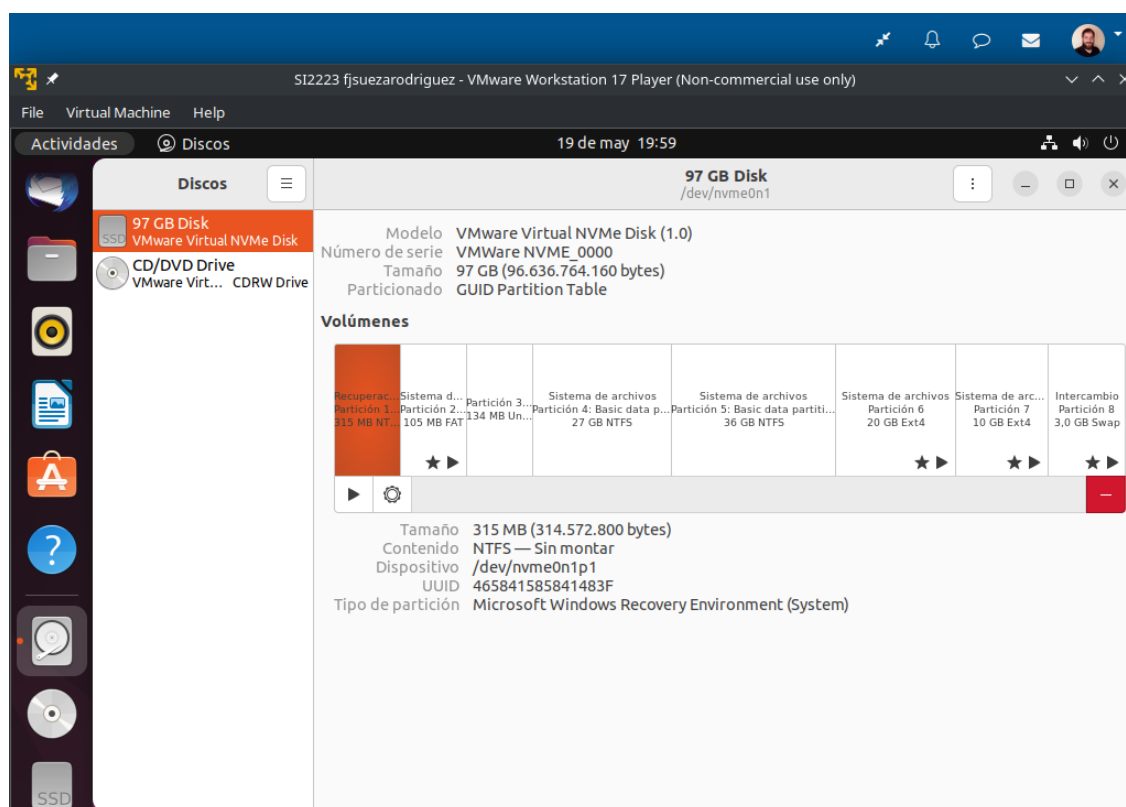 SI2223 fjsuezarodriguez - VMware Workstation 17 Player (Non-commercial use only)
File Virtual Machine Help
Actividades Discos 19 de may 19:59
Discos
97 GB Disk
/dev/nvme0n1
97 GB Disk
VMware Virtual NVMe Disk
CD/DVD Drive
VMware Virt... CDRW Drive
Modelo VMware Virtual NVMe Disk (1.0)
Número de serie VMWare NVME_0000
Tamaño 97 GB (96.636.764.160 bytes)
Particionado GUID Partition Table
Volúmenes
Recuperac...
Partición 1...
315 MB NT...
Sistema d...
Partición 2...
105 MB FAT
Partición 3...
134 MB Un...
Sistema de archivos
Partición 4: Basic data p...
27 GB NTFS
Sistema de archivos
Partición 5: Basic data partiti...
36 GB NTFS
Sistema de archivos
Partición 6
20 GB Ext4
Sistema de arc...
Partición 7
10 GB Ext4
Intercambio
Partición 8
3,0 GB Swap
Tamaño 315 MB (314.572.800 bytes)
Contenido NTFS — Sin montar
Dispositivo /dev/nvme0n1p1
UUID 465841585841483F
Tipo de partición Microsoft Windows Recovery Environment (System)
SSD
SSD